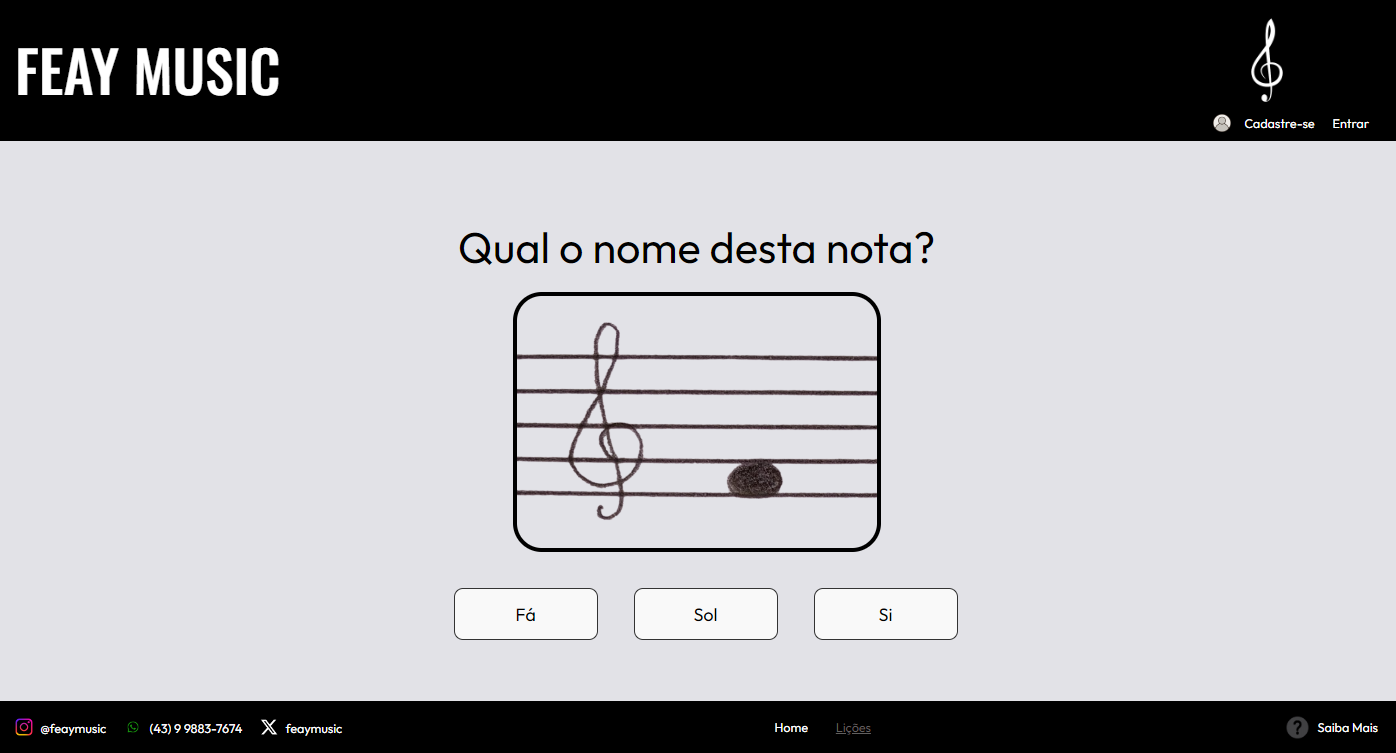 FEAY MUSIC
Cadastre-se Entrar
Qual o nome desta nota?
Fá Sol Si
@feaymusic (43) 9 9883-7674 feaymusic Home Lições ? Saiba Mais